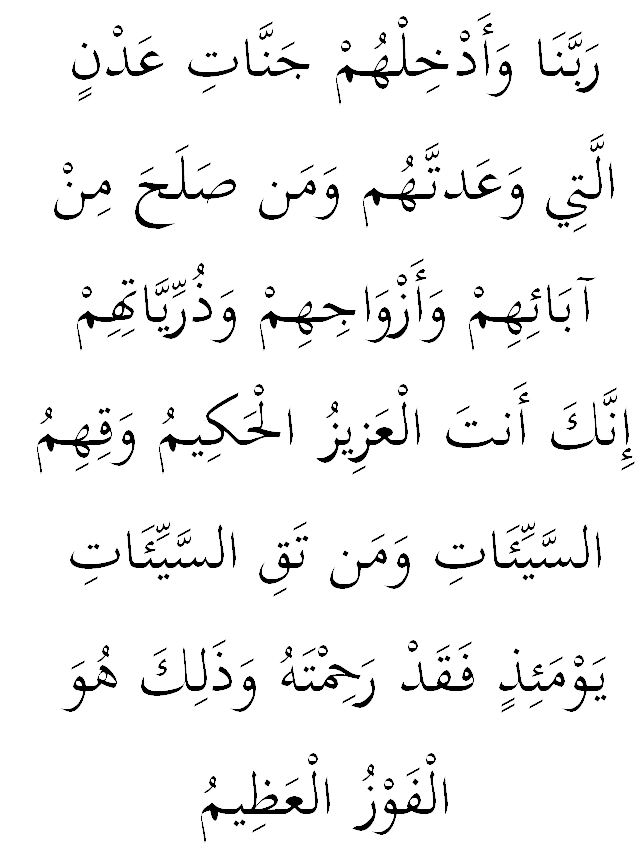 رَبَّنَا وَأَدْخِلْهُمْ جَنَّاتِ عَدْنٍ
الَّتِي وَعَدتَّهُم وَمَن صَلَحَ مِنْ
آبَائِهِمْ وَأَزْوَاجِهِمْ وَذُرِّيَّاتِهِمْ
إِنَّكَ أَنتَ الْعَزِيزُ الْحَكِيمُ وَقِهِمُ
السَّيِّئَاتِ وَمَن تَقِ السَّيِّئَاتِ
يَوْمَئِذٍ فَقَدْ رَحِمْتَهُ وَذَلِكَ هُوَ
الْفَوْزُ الْعَظِيمُ